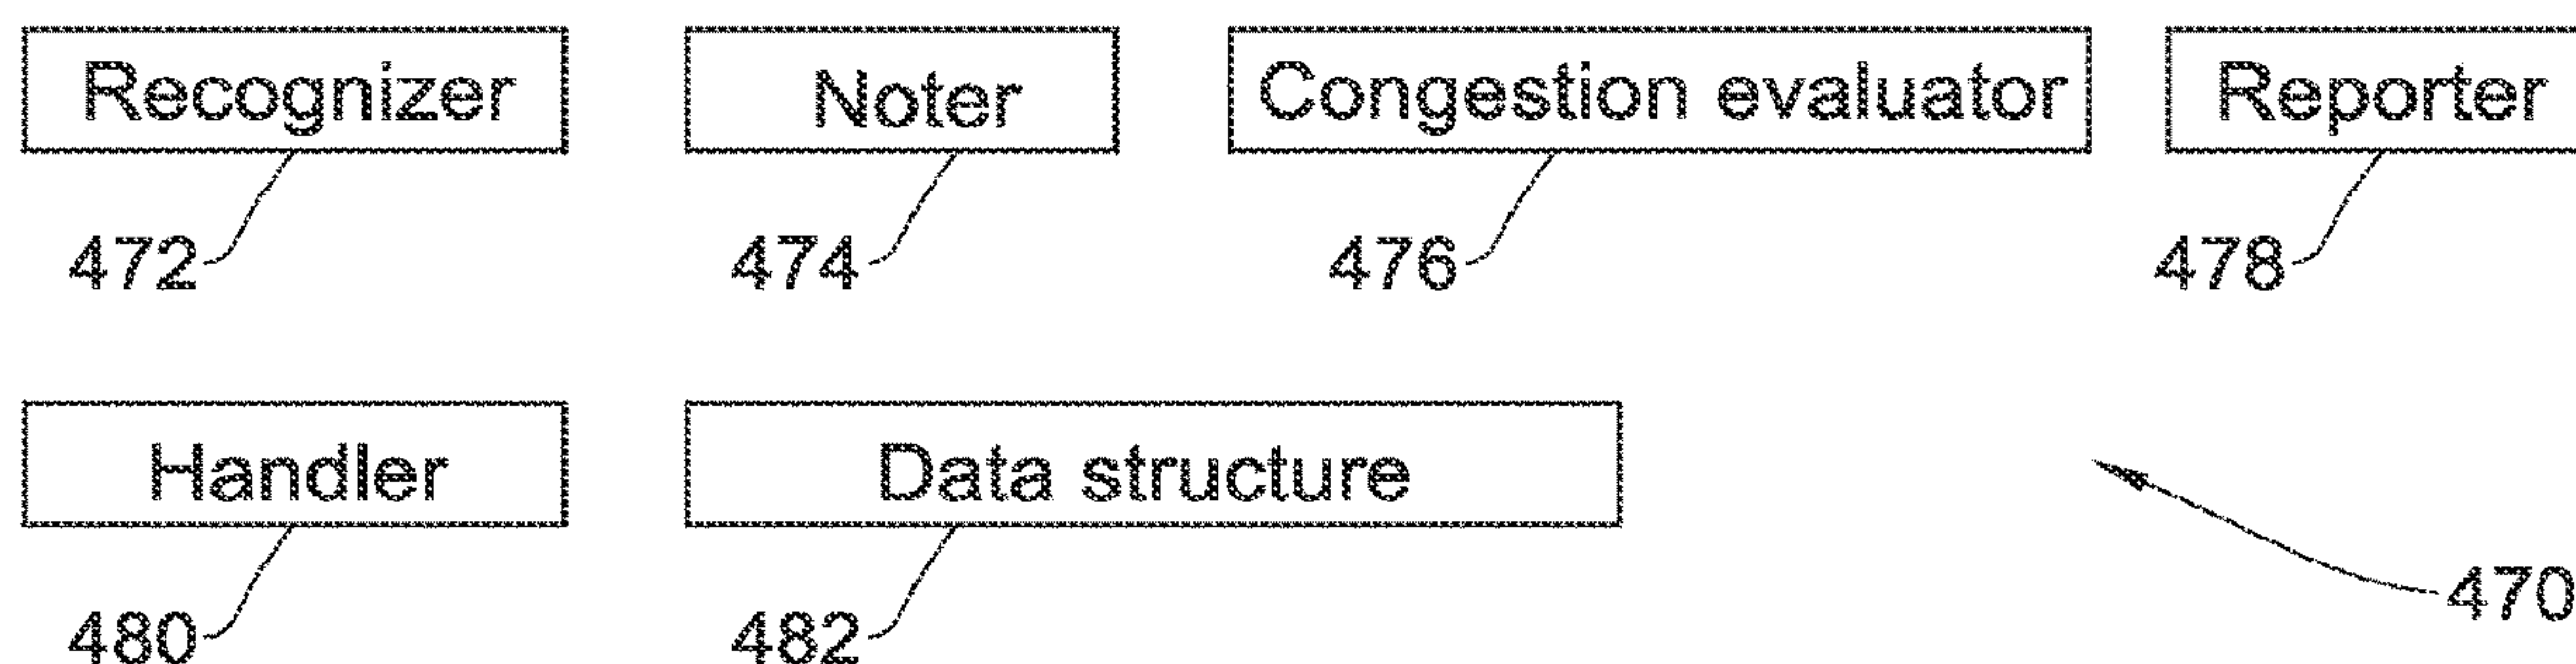 Recognizer Noter Congestion evaluator Reporter
472 474 476 478
Handler Data structure
470
480 482